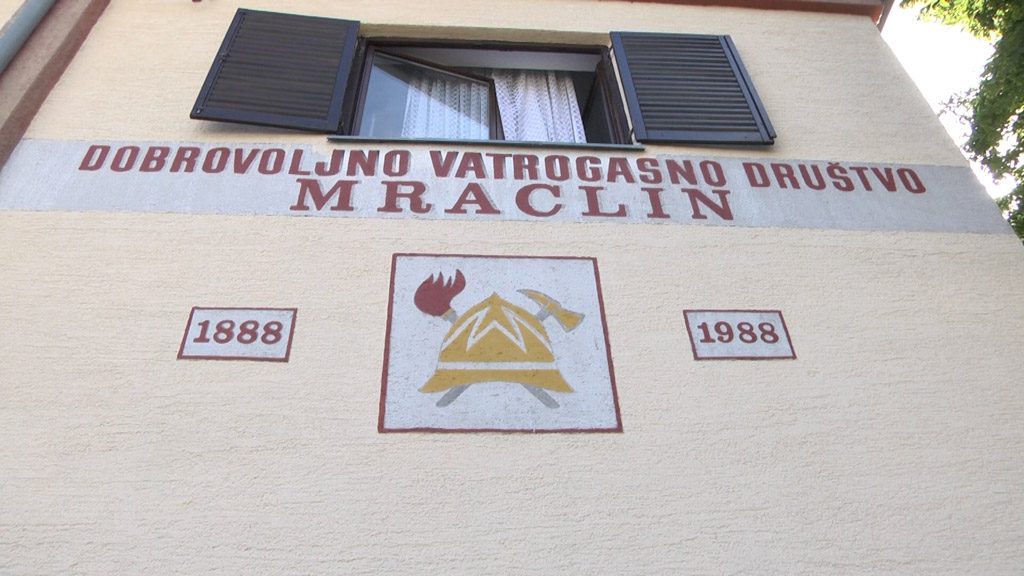 DOBROVOLJNO VATROGASNO DRUŠTVO
MRACLIN
1888
1988